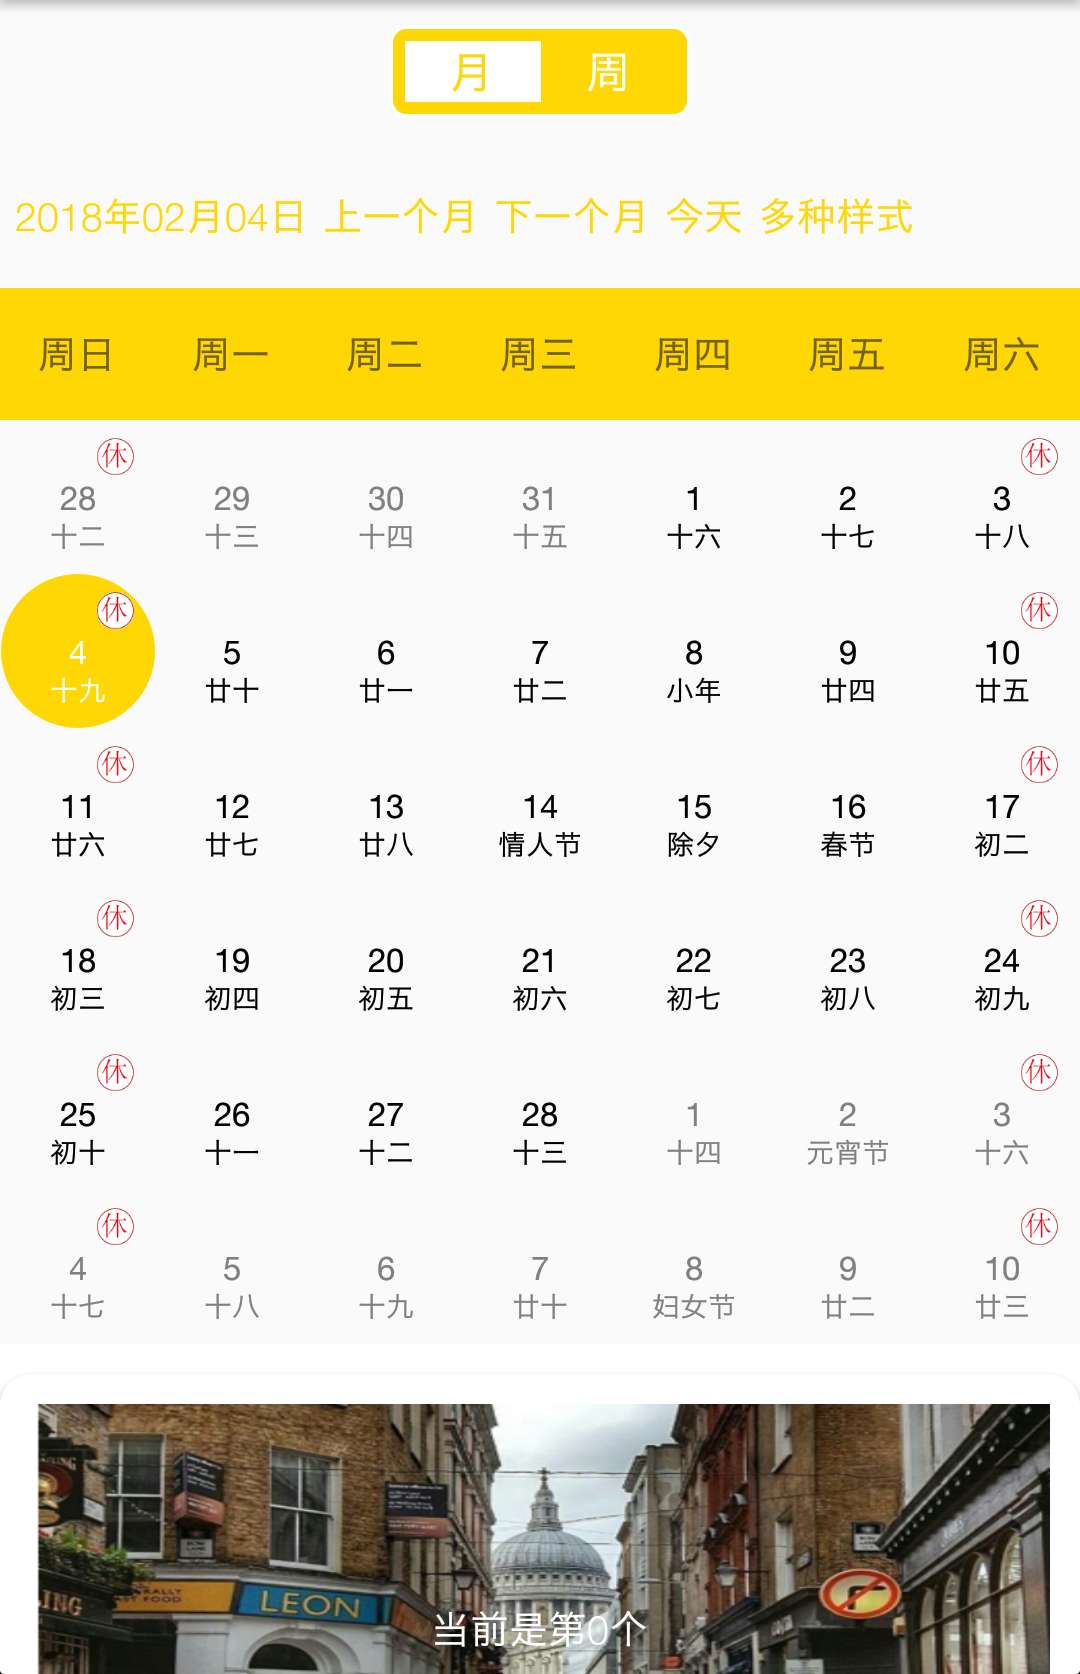 月 周
2018年02月04日 上一个月 下一个月 今天 多种样式
周日 周一 周二 周三 周四 周五 周六
休 休
28 29 30 31 1 2 3
十二 十三 十四 十五 十六 十七 十八
休 休
4 5 6 7 8 9 10
十九 廿十 廿一 廿二 小年 廿四 廿五
休 休
11 12 13 14 15 16 17
廿六 廿七 廿八 情人节 除夕 春节 初二
休 休
18 19 20 21 22 23 24
初三 初四 初五 初六 初七 初八 初九
休 休
25 26 27 28 1 2 3
初十 十一 十二 十三 十四 元宵节 十六
休 休
4 5 6 7 8 9 10
十七 十八 十九 廿十 妇女节 廿二 廿三
LEON
当前是第0个